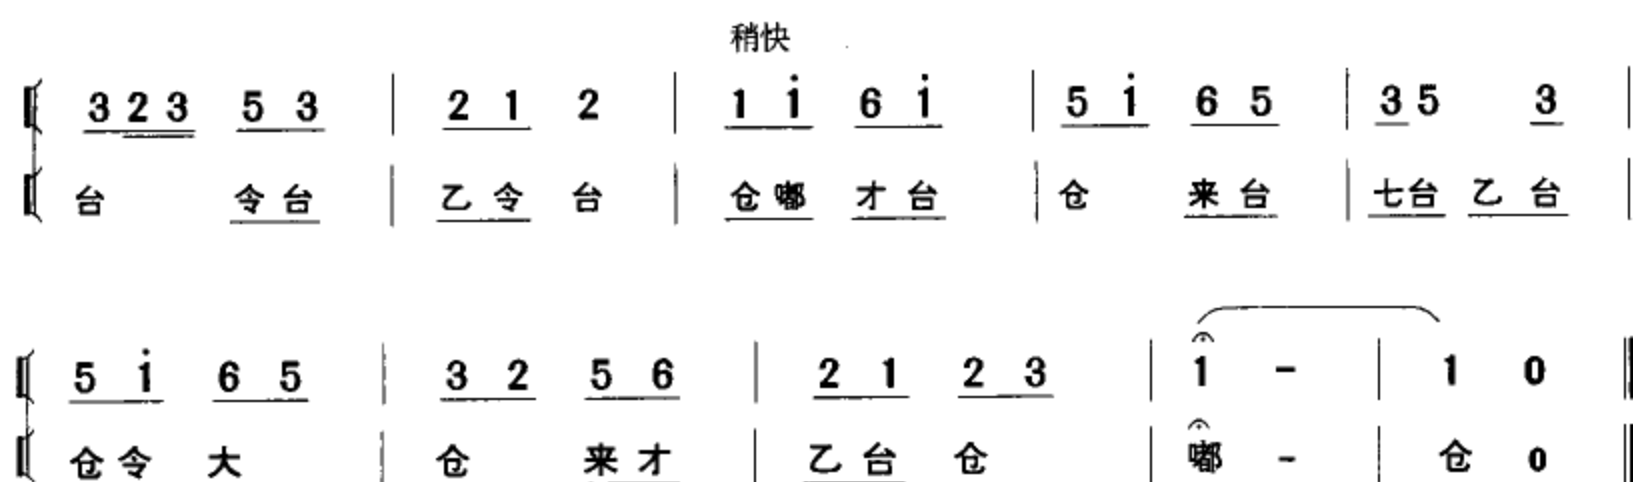 稍快
3 2 3 5 3 | 2 1 2 | 1 i 6 i | 5 i 6 5 | 3 5 3 |
台 令 台 | 乙 令 台 | 仓 嘟 才 台 | 仓 来 台 | 七 台 乙 台 |
5 i 6 5 | 3 2 5 6 | 2 1 2 3 | 1 - | 1 0 ‖
仓 令 大 | 仓 来 才 | 乙 台 仓 | 嘟 - | 仓 0 ‖